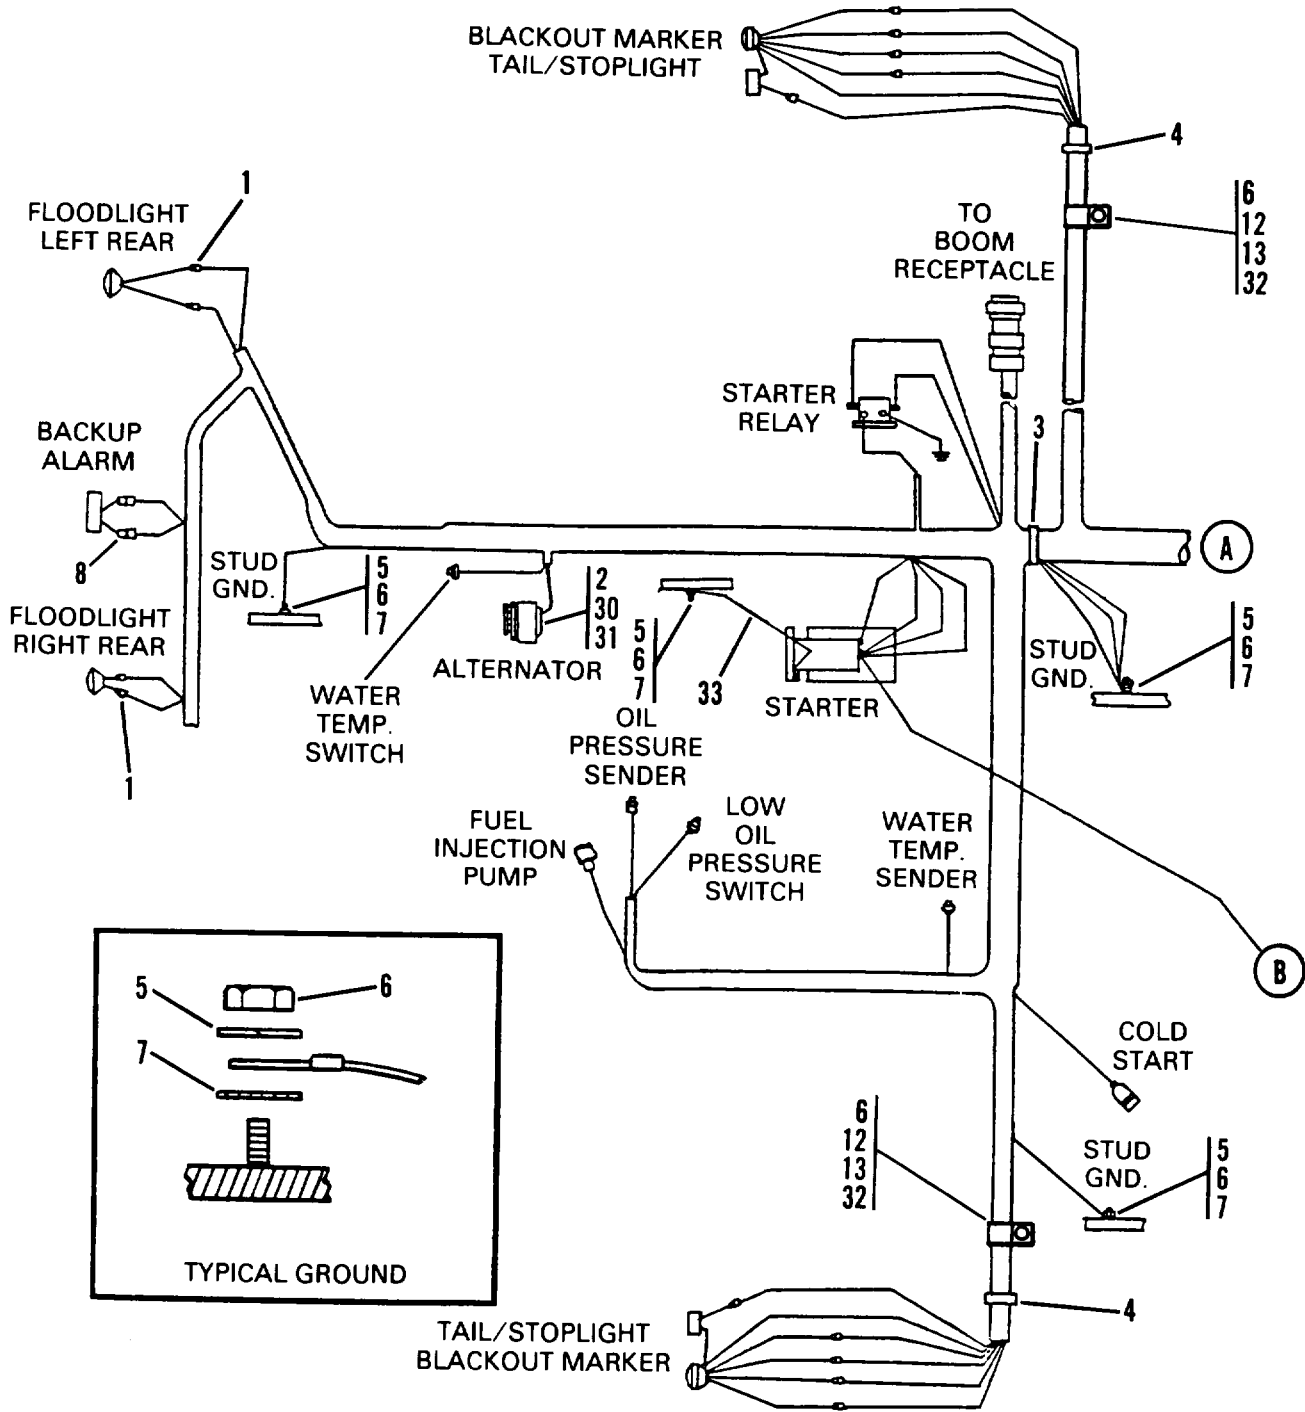 BLACKOUT MARKER
TAIL/STOPLIGHT
4
1
6
12
13
32
FLOODLIGHT
LEFT REAR
TO
BOOM
RECEPTACLE
STARTER
RELAY
3
BACKUP
ALARM
A
8
STUD
GND.
5
6
7
2
30
31
ALTERNATOR
5
6
7
33
STARTER
STUD
GND.
5
6
7
FLOODLIGHT
RIGHT REAR
1
WATER
TEMP.
SWITCH
OIL
PRESSURE
SENDER
FUEL
INJECTION
PUMP
LOW
OIL
PRESSURE
SWITCH
WATER
TEMP.
SENDER
B
5
6
7
TYPICAL GROUND
COLD
START
6
12
13
32
STUD
GND.
5
6
7
4
TAIL/STOPLIGHT
BLACKOUT MARKER